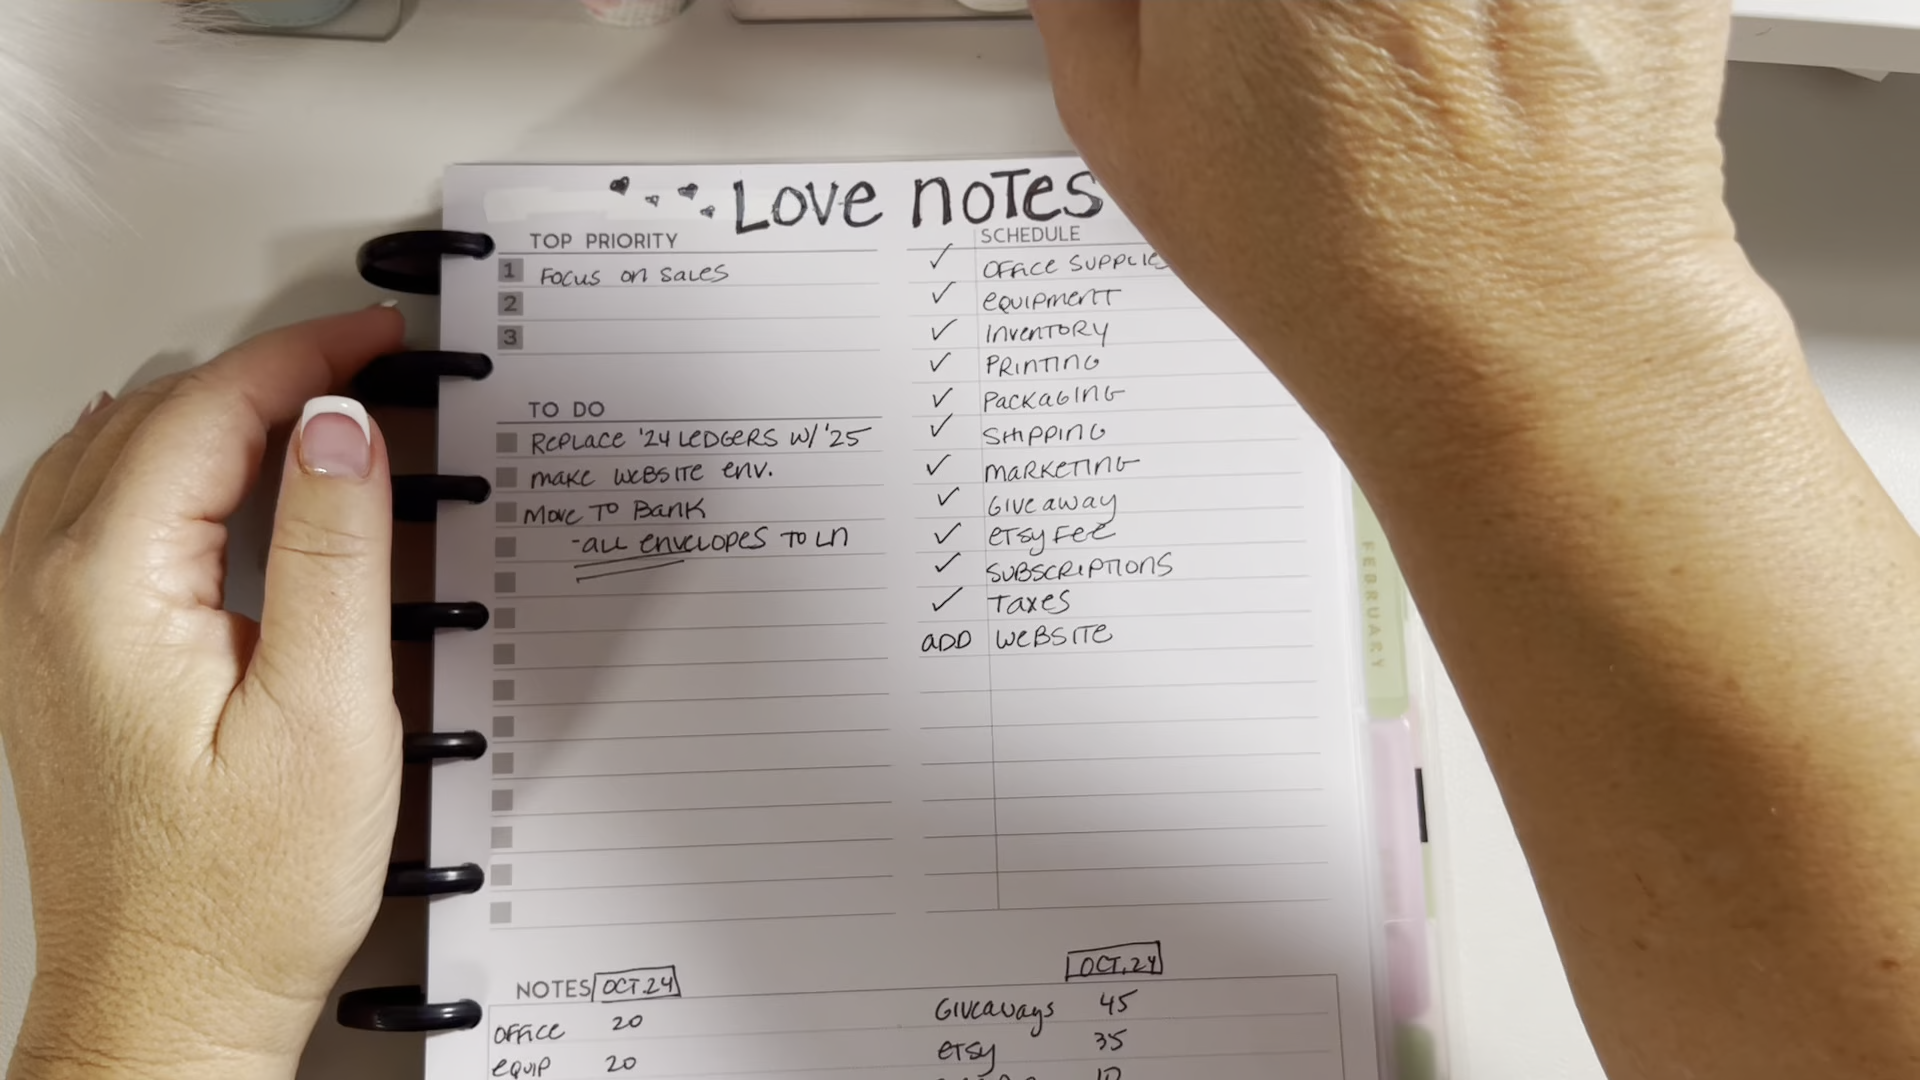 Love notes
TOP PRIORITY
1 Focus on sales
2
3
TO DO
Replace '24 ledgers w/ '25
make website env.
Move to Bank
- all envelopes to LN
SCHEDULE
✓ office supplies
✓ equipment
✓ inventory
✓ Printing
✓ Packaging
✓ Shipping
✓ marketing
✓ Giveaway
✓ etsy fee
✓ subscriptions
✓ Taxes
add website
FEBRUARY
NOTES OCT.24
office 20
equip 20
OCT.24
Giveaways 45
etsy 35